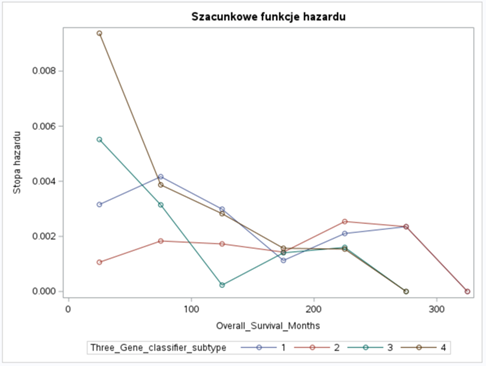 Szacunkowe funkcje hazardu
Stopa hazardu
0.008
0.006
0.004
0.002
0.000
0 100 200 300
Overall_Survival_Months
Three_Gene_classifier_subtype 1 2 3 4